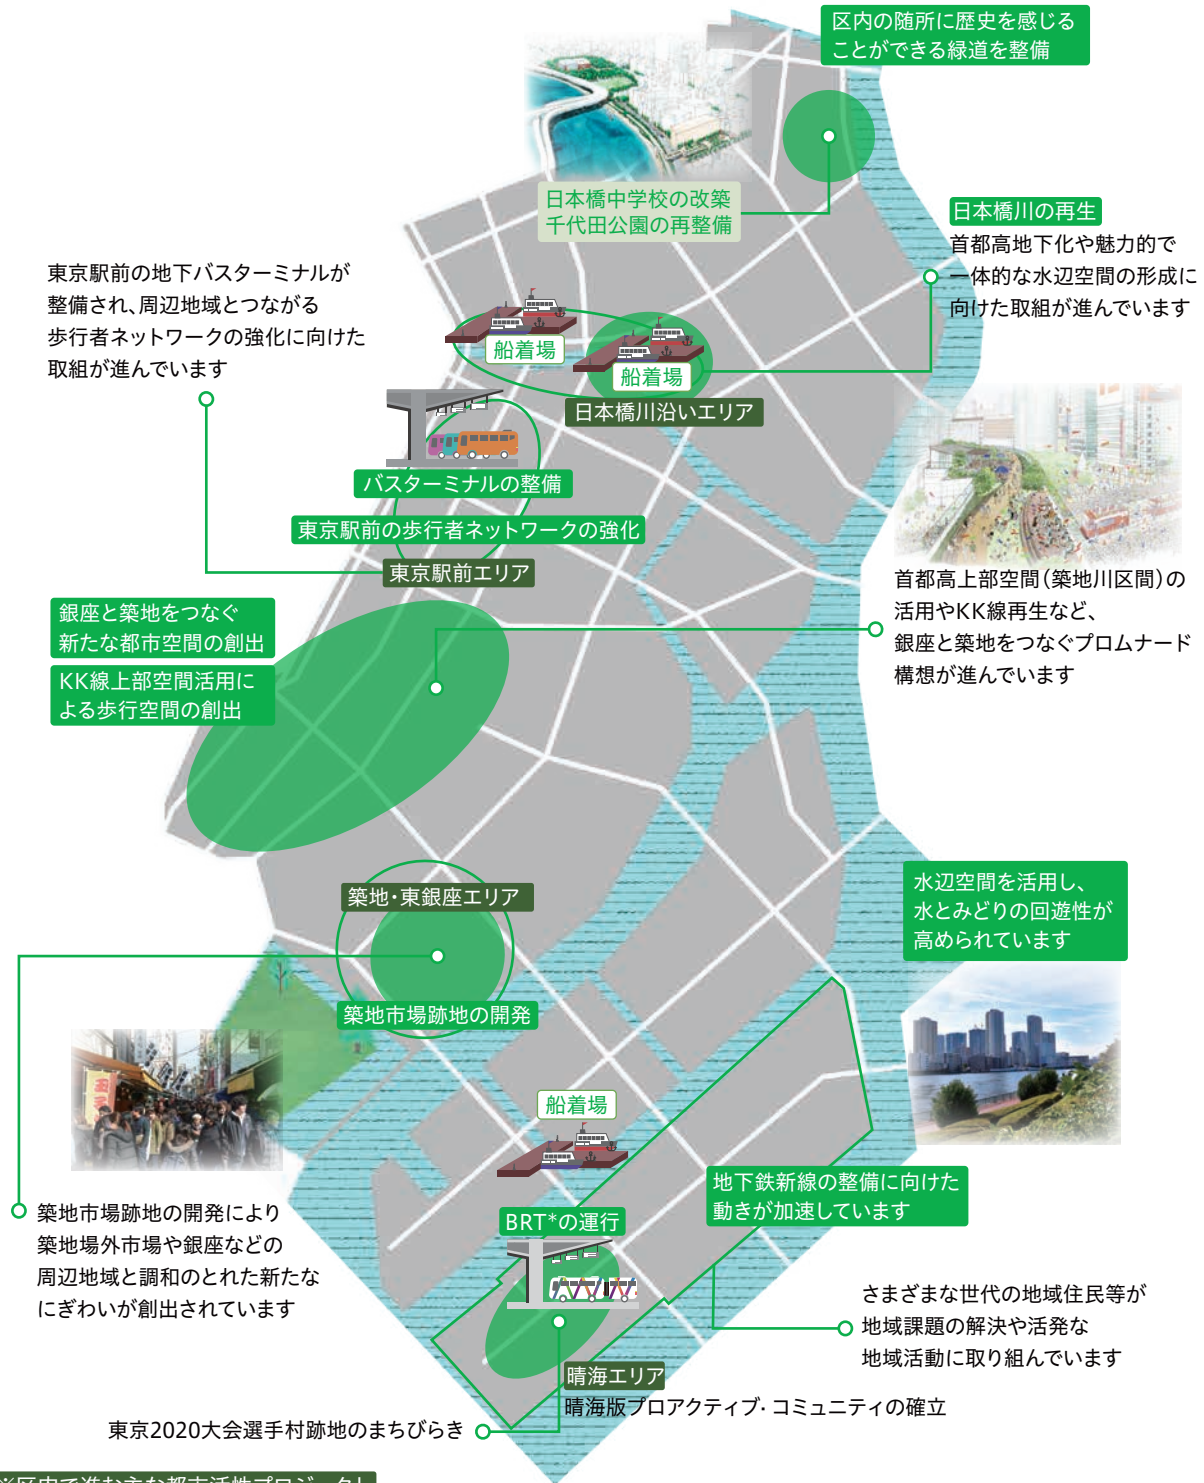 区内の随所に歴史を感じる
ことができる緑道を整備
日本橋中学校の改築
千代田公園の再整備
日本橋川の再生
首都高地下化や魅力的で
一体的な水辺空間の形成に
向けた取組が進んでいます
東京駅前の地下バスターミナルが
整備され、周辺地域とつながる
歩行者ネットワークの強化に向けた
取組が進んでいます
船着場
船着場
日本橋川沿いエリア
バスターミナルの整備
東京駅前の歩行者ネットワークの強化
東京駅前エリア
首都高上部空間（築地川区間）の
活用やKK線再生など、
銀座と築地をつなぐプロムナード
構想が進んでいます
銀座と築地をつなぐ
新たな都市空間の創出
KK線上部空間活用に
よる歩行空間の創出
築地・東銀座エリア
築地市場跡地の開発
水辺空間を活用し、
水とみどりの回遊性が
高められています
船着場
地下鉄新線の整備に向けた
動きが加速しています
BRT*の運行
築地市場跡地の開発により
築地場外市場や銀座などの
周辺地域と調和のとれた新たな
にぎわいが創出されています
さまざまな世代の地域住民等が
地域課題の解決や活発な
地域活動に取り組んでいます
晴海エリア
晴海版プロアクティブ・コミュニティの確立
東京2020大会選手村跡地のまちびらき
※区内で進む主な都市活性プロジェクト